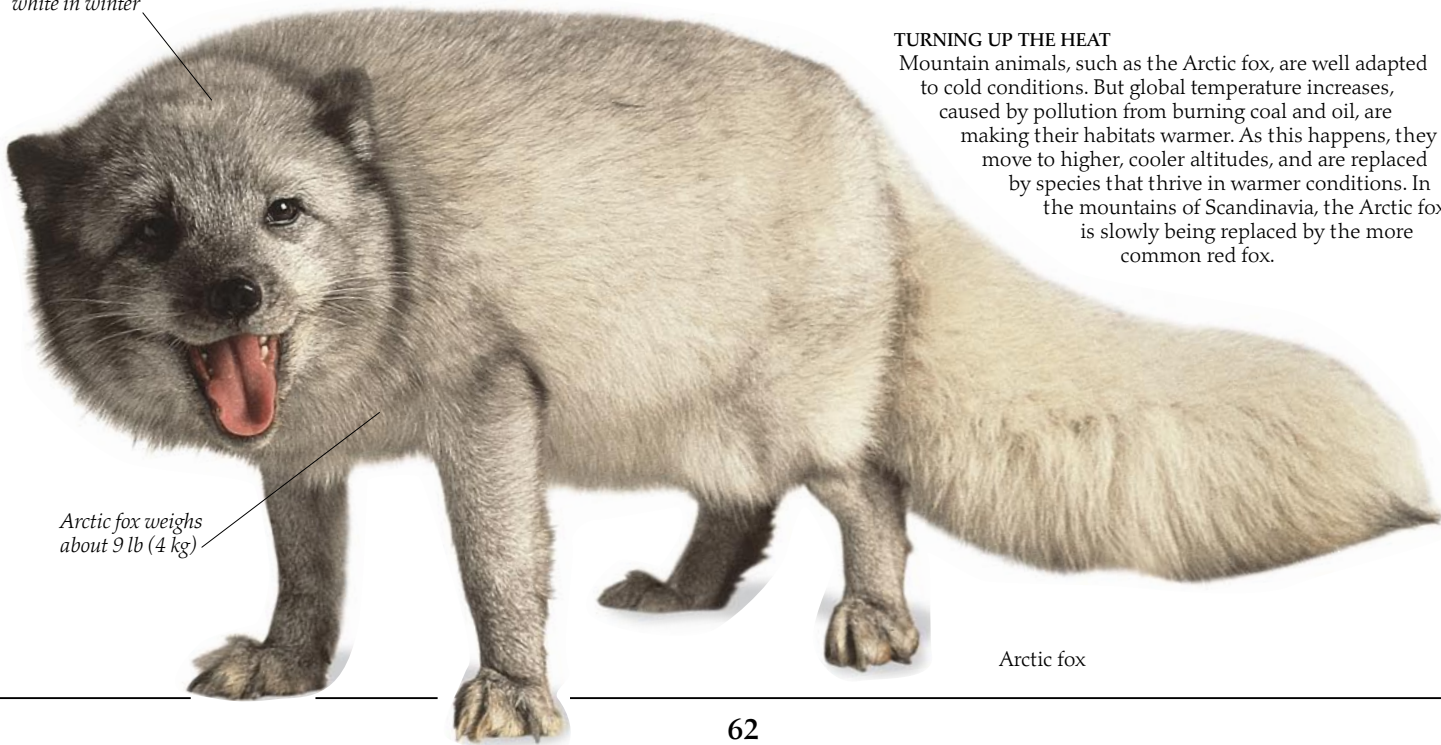 white in winter
TURNING UP THE HEAT
Mountain animals, such as the Arctic fox, are well adapted
to cold conditions. But global temperature increases,
caused by pollution from burning coal and oil, are
making their habitats warmer. As this happens, they
move to higher, cooler altitudes, and are replaced
by species that thrive in warmer conditions. In
the mountains of Scandinavia, the Arctic fox
is slowly being replaced by the more
common red fox.
Arctic fox weighs
about 9 lb (4 kg)
Arctic fox
62